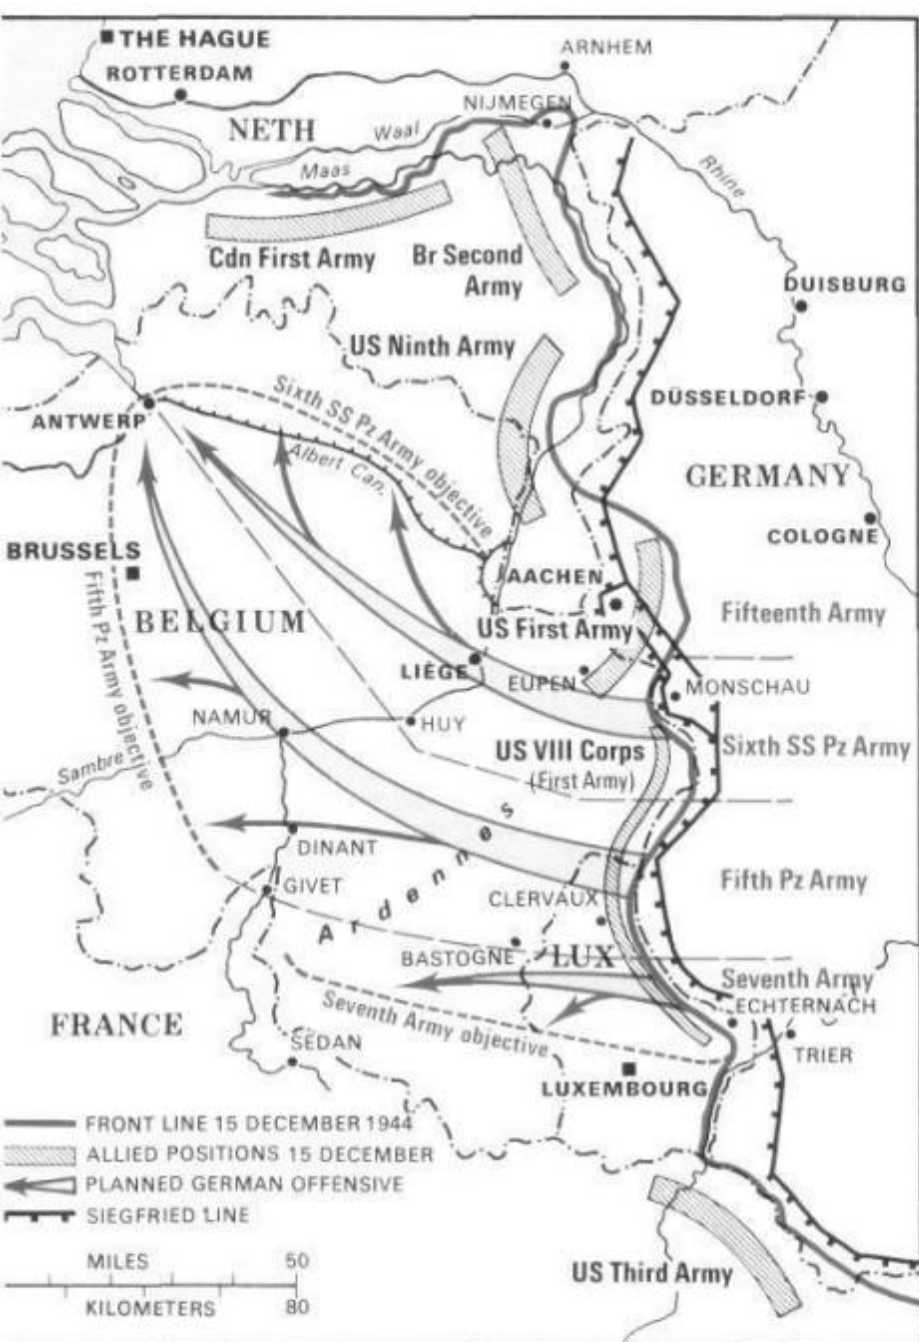 THE HAGUE
ARNHEM
ROTTERDAM
NIJMEGEN
NETH
Waal
Maas
Rhine
Cdn First Army
Br Second
Army
DUISBURG
US Ninth Army
Sixth SS Pz Army objective
ANTWERP
DÜSSELDORF
Albert Can.
GERMANY
COLOGNE
BRUSSELS
AACHEN
Fifth Pz Army objective
BELGIUM
US First Army
Fifteenth Army
LIÈGE
EUPEN
MONSCHAU
NAMUR
HUY
US VIII Corps
(First Army)
Sixth SS Pz Army
Sambre
Ardennes
DINANT
GIVET
CLERVAUX
Fifth Pz Army
BASTOGNE
LUX
Seventh Army
ECHTERNACH
Seventh Army objective
FRANCE
SEDAN
TRIER
LUXEMBOURG
FRONT LINE 15 DECEMBER 1944
ALLIED POSITIONS 15 DECEMBER
PLANNED GERMAN OFFENSIVE
SIEGFRIED LINE
MILES 50
KILOMETERS 80
US Third Army